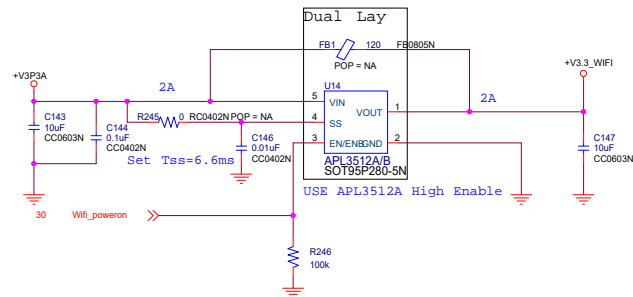 Dual Lay
FB1 120 FB0805N
POP = NA
+V3P3A
+V3.3_WIFI
2A
U14
2A
5 VIN
VOUT 1
C143
10uF
CC0603N
C144
0.1uF
CC0402N
R245 0 RC0402N POP = NA
4 SS
C146
0.01uF
CC0402N
3 EN/ENB GND 2
C147
10uF
CC0603N
Set Tss=6.6ms
APL3512A/B
SOT95P280-5N
USE APL3512A High Enable
30 Wifi_poweron
R246
100k